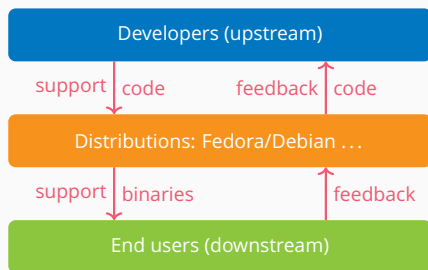 Developers (upstream)
support code feedback code
Distributions: Fedora/Debian . . .
support binaries feedback
End users (downstream)